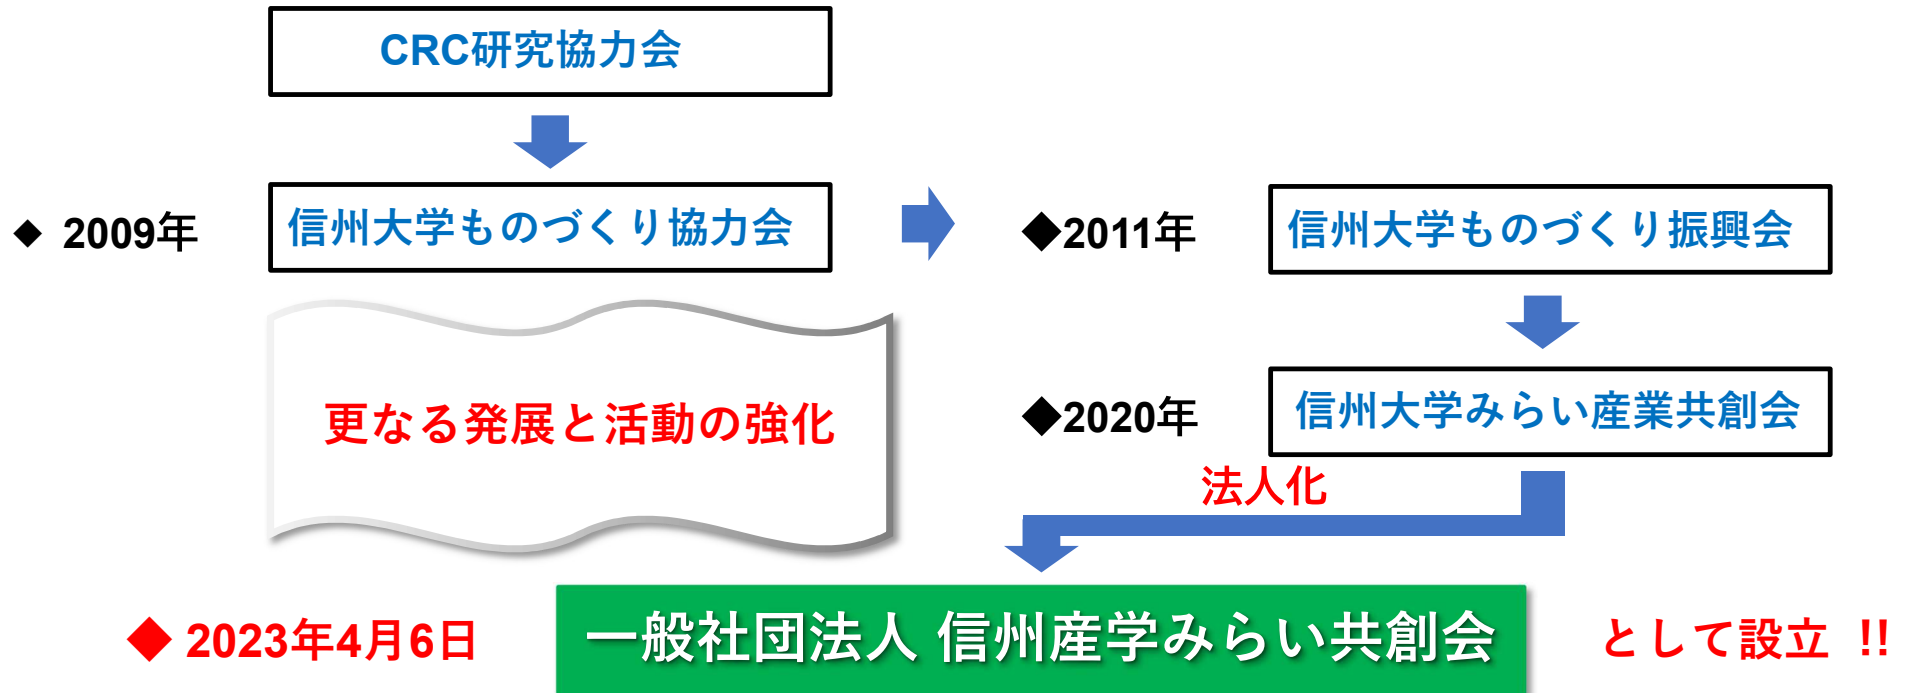 CRC研究協力会
◆ 2009年
信州大学ものづくり協力会
◆2011年
信州大学ものづくり振興会
更なる発展と活動の強化
◆2020年
信州大学みらい産業共創会
法人化
◆ 2023年4月6日
一般社団法人 信州産学みらい共創会
として設立 !!